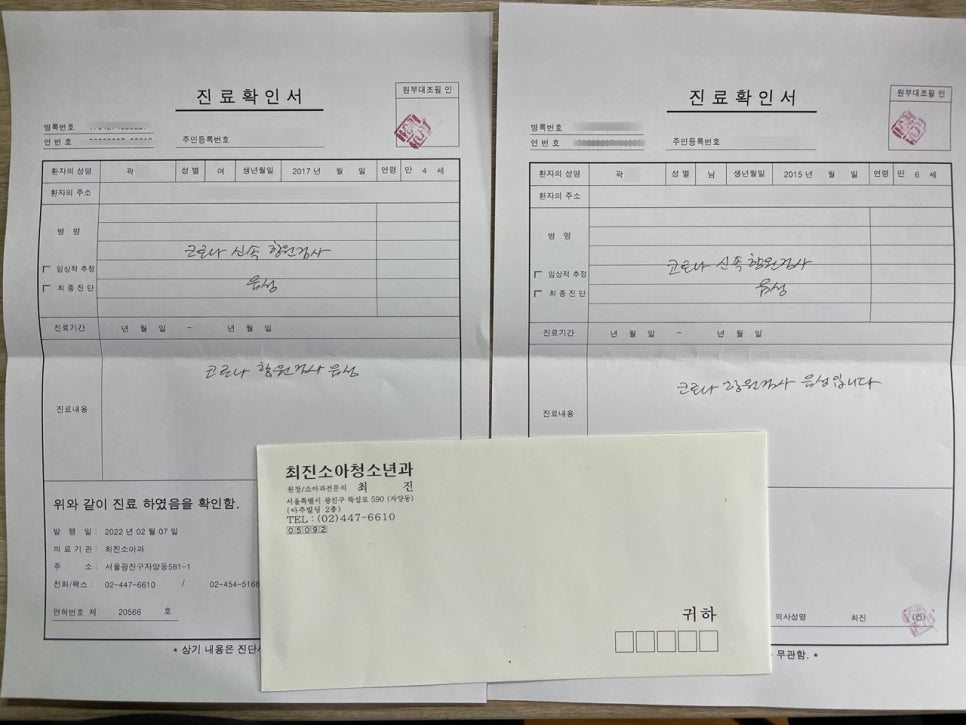 진료확인서
원부대조필 인
병록번호
연번호
주민등록번호
환자의 성명 곽 성별 여 생년월일 2017 년 월 일 연령 만 4 세
환자의 주소
병 명
코로나 신속 항원검사
임상적 추정
음성
최종진단
진료기간 년 월 일 ~ 년 월 일
코로나 항원검사 음성
진료내용
위와 같이 진료 하였음을 확인함.
발 행 일 : 2022 년 02 월 07 일
의료기관 : 최진소아과
주 소 : 서울광진구자양동581-1
전화/팩스 : 02-447-6610 / 02-454-5166
면허번호 제 20566 호
* 상기 내용은 진단
진료확인서
원부대조필 인
병록번호
연번호
주민등록번호
환자의 성명 곽 성별 남 생년월일 2015 년 월 일 연령 만 6 세
환자의 주소
병 명
코로나 신속 항원검사
임상적 추정
음성
최종진단
진료기간 년 월 일 ~ 년 월 일
코로나 항원검사 음성입니다
진료내용
의사성명 최진 (인)
무관함. *
최진소아청소년과
원장/소아과전문의 최 진
서울특별시 광진구 뚝섬로 590 (자양동)
(아주빌딩 2층)
TEL : (02)447-6610
05092
귀하